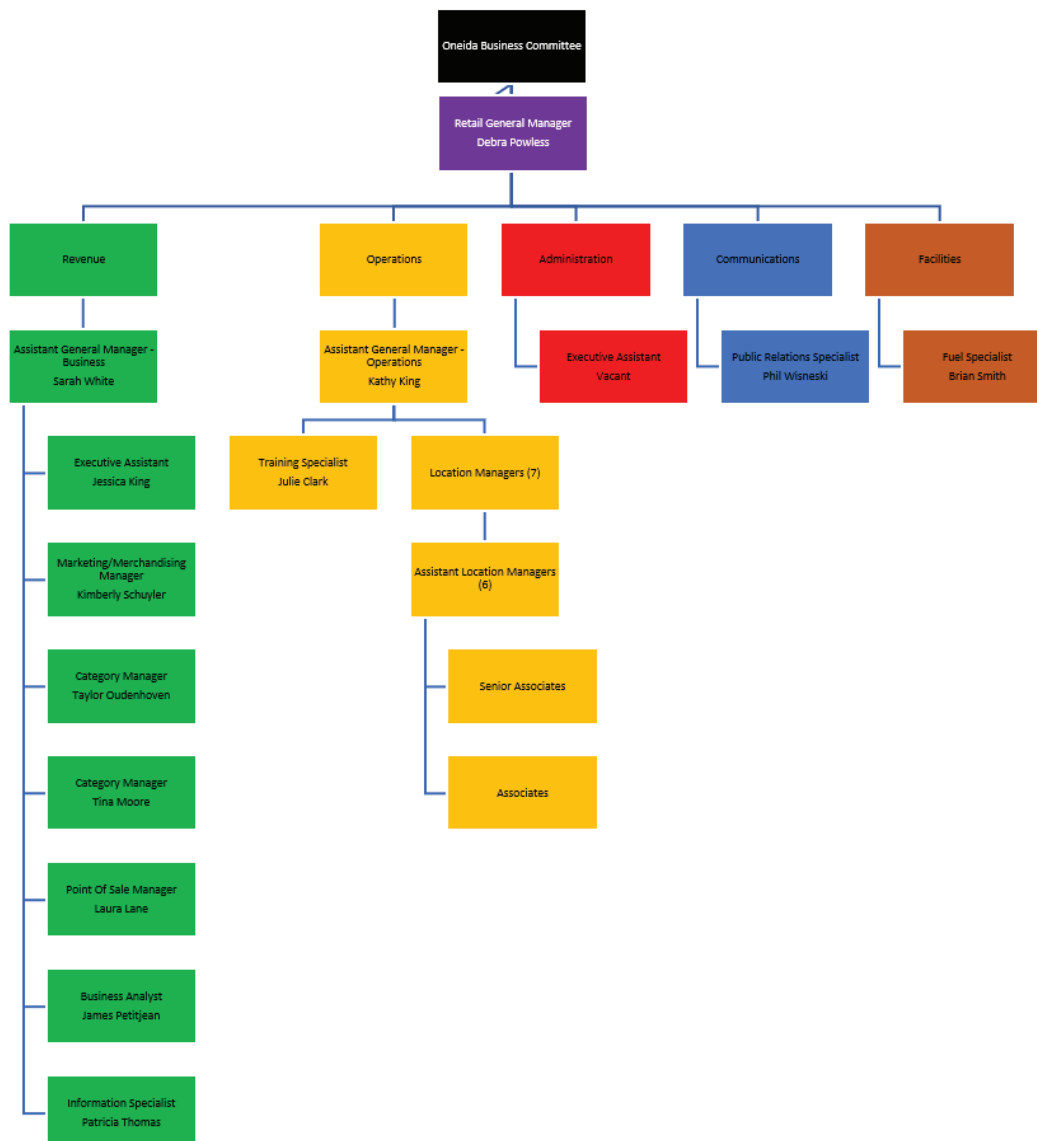 Oneida Business Committee
Retail General Manager
Debra Powless
Revenue
Operations
Administration
Communications
Facilities
Assistant General Manager -
Business
Sarah White
Assistant General Manager -
Operations
Kathy King
Executive Assistant
Vacant
Public Relations Specialist
Phil Wisneski
Fuel Specialist
Brian Smith
Executive Assistant
Jessica King
Training Specialist
Julie Clark
Location Managers (7)
Marketing/Merchandising
Manager
Kimberly Schuyler
Assistant Location Managers
(6)
Category Manager
Taylor Oudenhoven
Senior Associates
Category Manager
Tina Moore
Associates
Point Of Sale Manager
Laura Lane
Business Analyst
James Petitjean
Information Specialist
Patricia Thomas